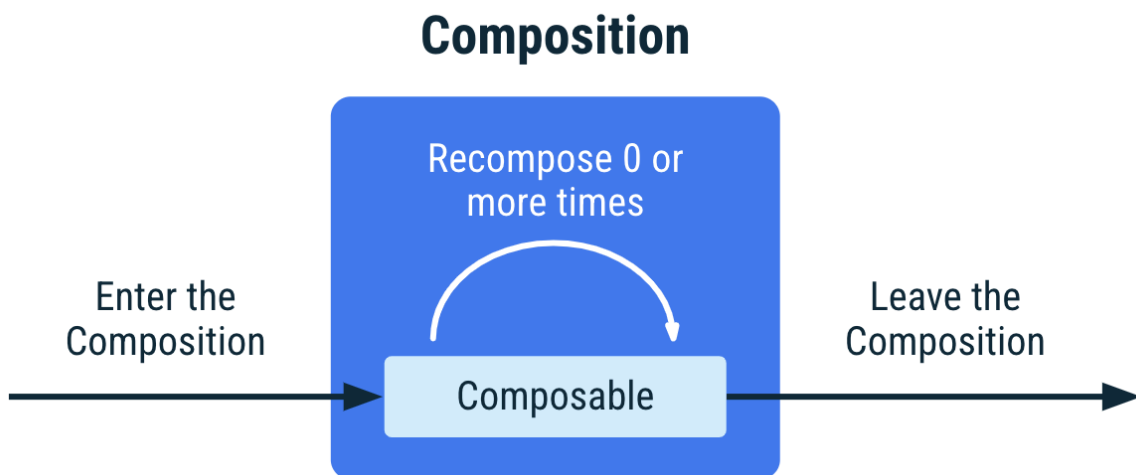 Composition
Recompose 0 or
more times
Enter the
Composition
Leave the
Composition
Composable